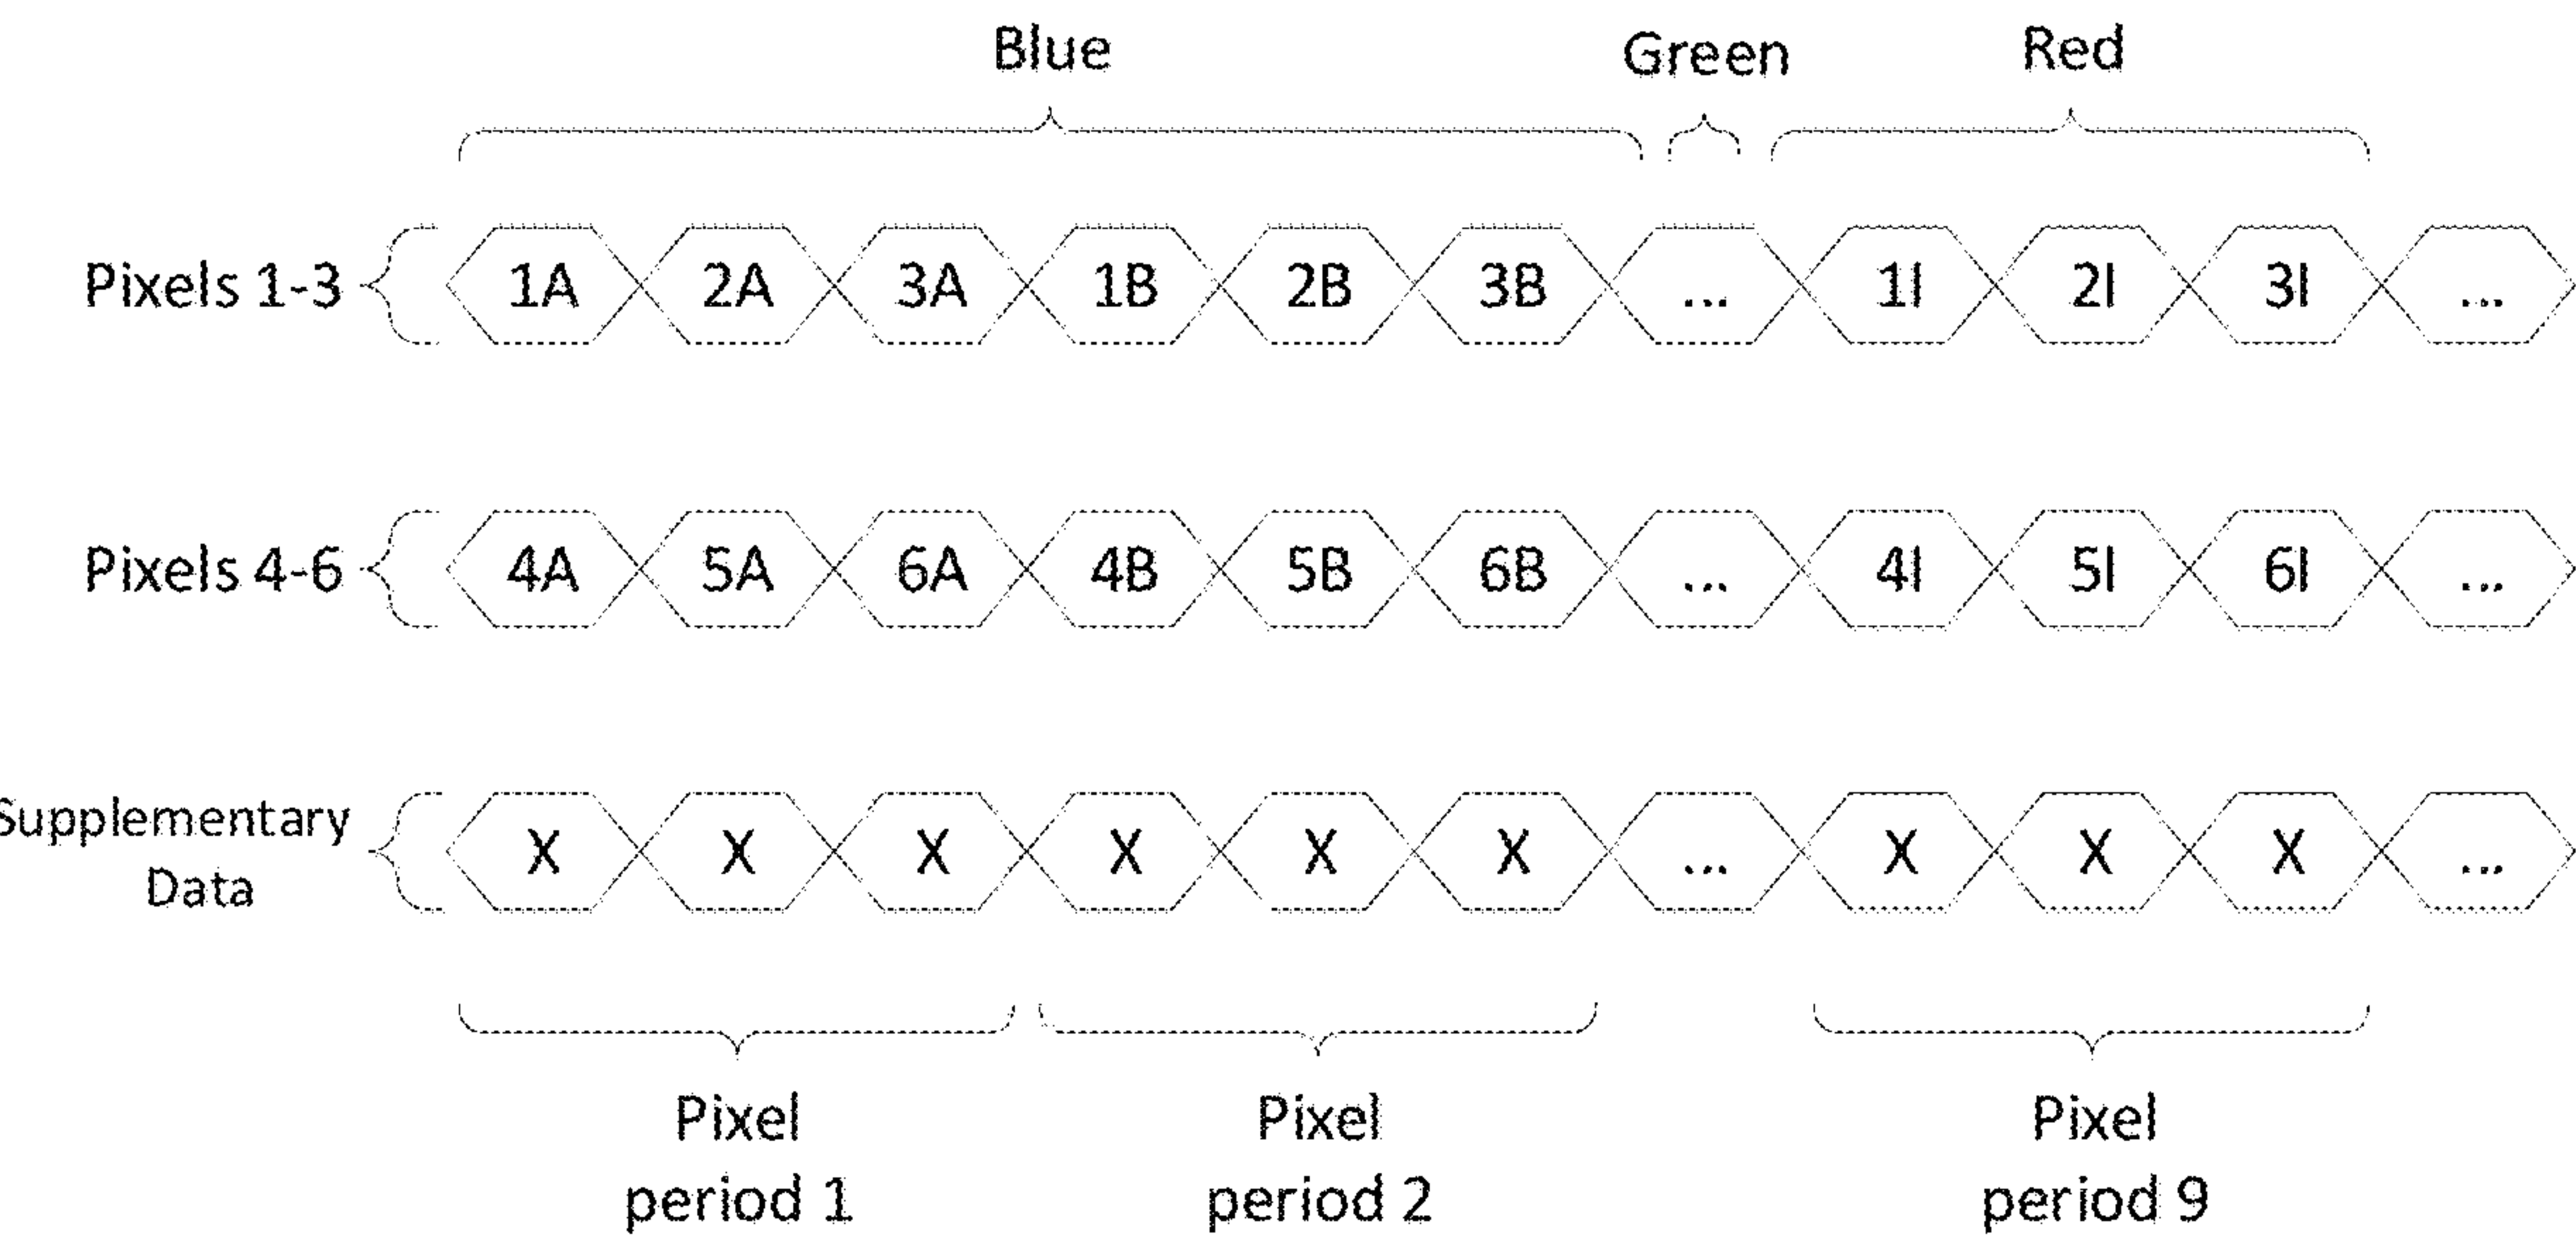 Blue Green Red
Pixels 1-3 1A 2A 3A 1B 2B 3B ... 1I 2I 3I ...
Pixels 4-6 4A 5A 6A 4B 5B 6B ... 4I 5I 6I ...
Supplementary
Data
X X X X X X ... X X X ...
Pixel
period 1
Pixel
period 2
Pixel
period 9